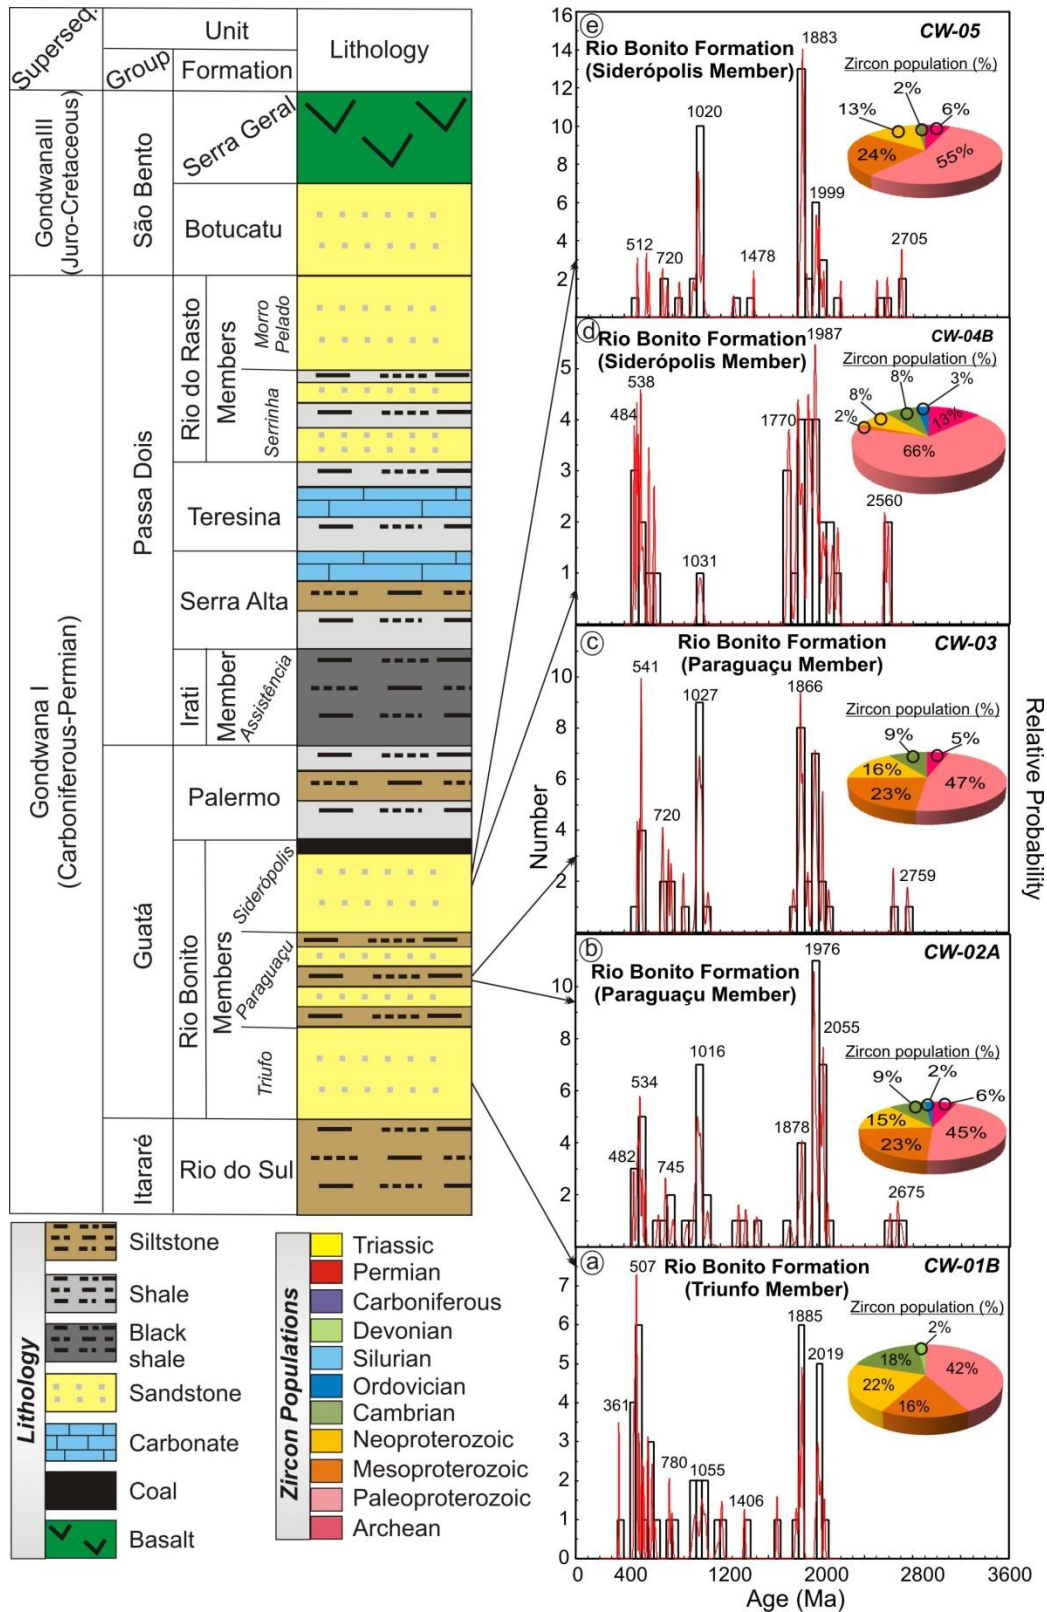 Superseq.
Unit
Group
Formation
Lithology
Gondwana III
(Juro-Cretaceous)
São Bento
Serra Geral
Botucatu
Gondwana I
(Carboniferous-Permian)
Passa Dois
Rio do Rasto
Members
Morro
Pelado
Serrinha
Teresina
Serra Alta
Irati
Member
Assistência
Guatá
Palermo
Rio Bonito
Members
Siderópolis
Paraguaçu
Triufo
Itararé
Rio do Sul
Lithology
Siltstone
Shale
Black
shale
Sandstone
Carbonate
Coal
Basalt
Zircon Populations
Triassic
Permian
Carboniferous
Devonian
Silurian
Ordovician
Cambrian
Neoproterozoic
Mesoproterozoic
Paleoproterozoic
Archean
e
Rio Bonito Formation
(Siderópolis Member)
CW-05
Zircon population (%)
2%
13%
6%
24%
55%
16
14
12
10
8
6
4
2
512
720
1020
1478
1883
1999
2705
d
Rio Bonito Formation
(Siderópolis Member)
CW-04B
Zircon population (%)
8%
3%
8%
2%
13%
66%
5
4
3
2
1
484
538
1031
1770
1987
2560
c
Rio Bonito Formation
(Paraguaçu Member)
CW-03
Zircon population (%)
9%
5%
16%
23%
47%
10
8
6
4
2
541
720
1027
1866
2759
Number
Relative Probability
b
Rio Bonito Formation
(Paraguaçu Member)
CW-02A
Zircon population (%)
9%
2%
6%
15%
23%
45%
10
8
6
4
2
482
534
745
1016
1878
1976
2055
2675
a
Rio Bonito Formation
(Triunfo Member)
CW-01B
Zircon population (%)
2%
18%
42%
22%
16%
7
6
5
4
3
2
1
0
361
507
780
1055
1406
1885
2019
400
1200
2000
2800
3600
Age (Ma)